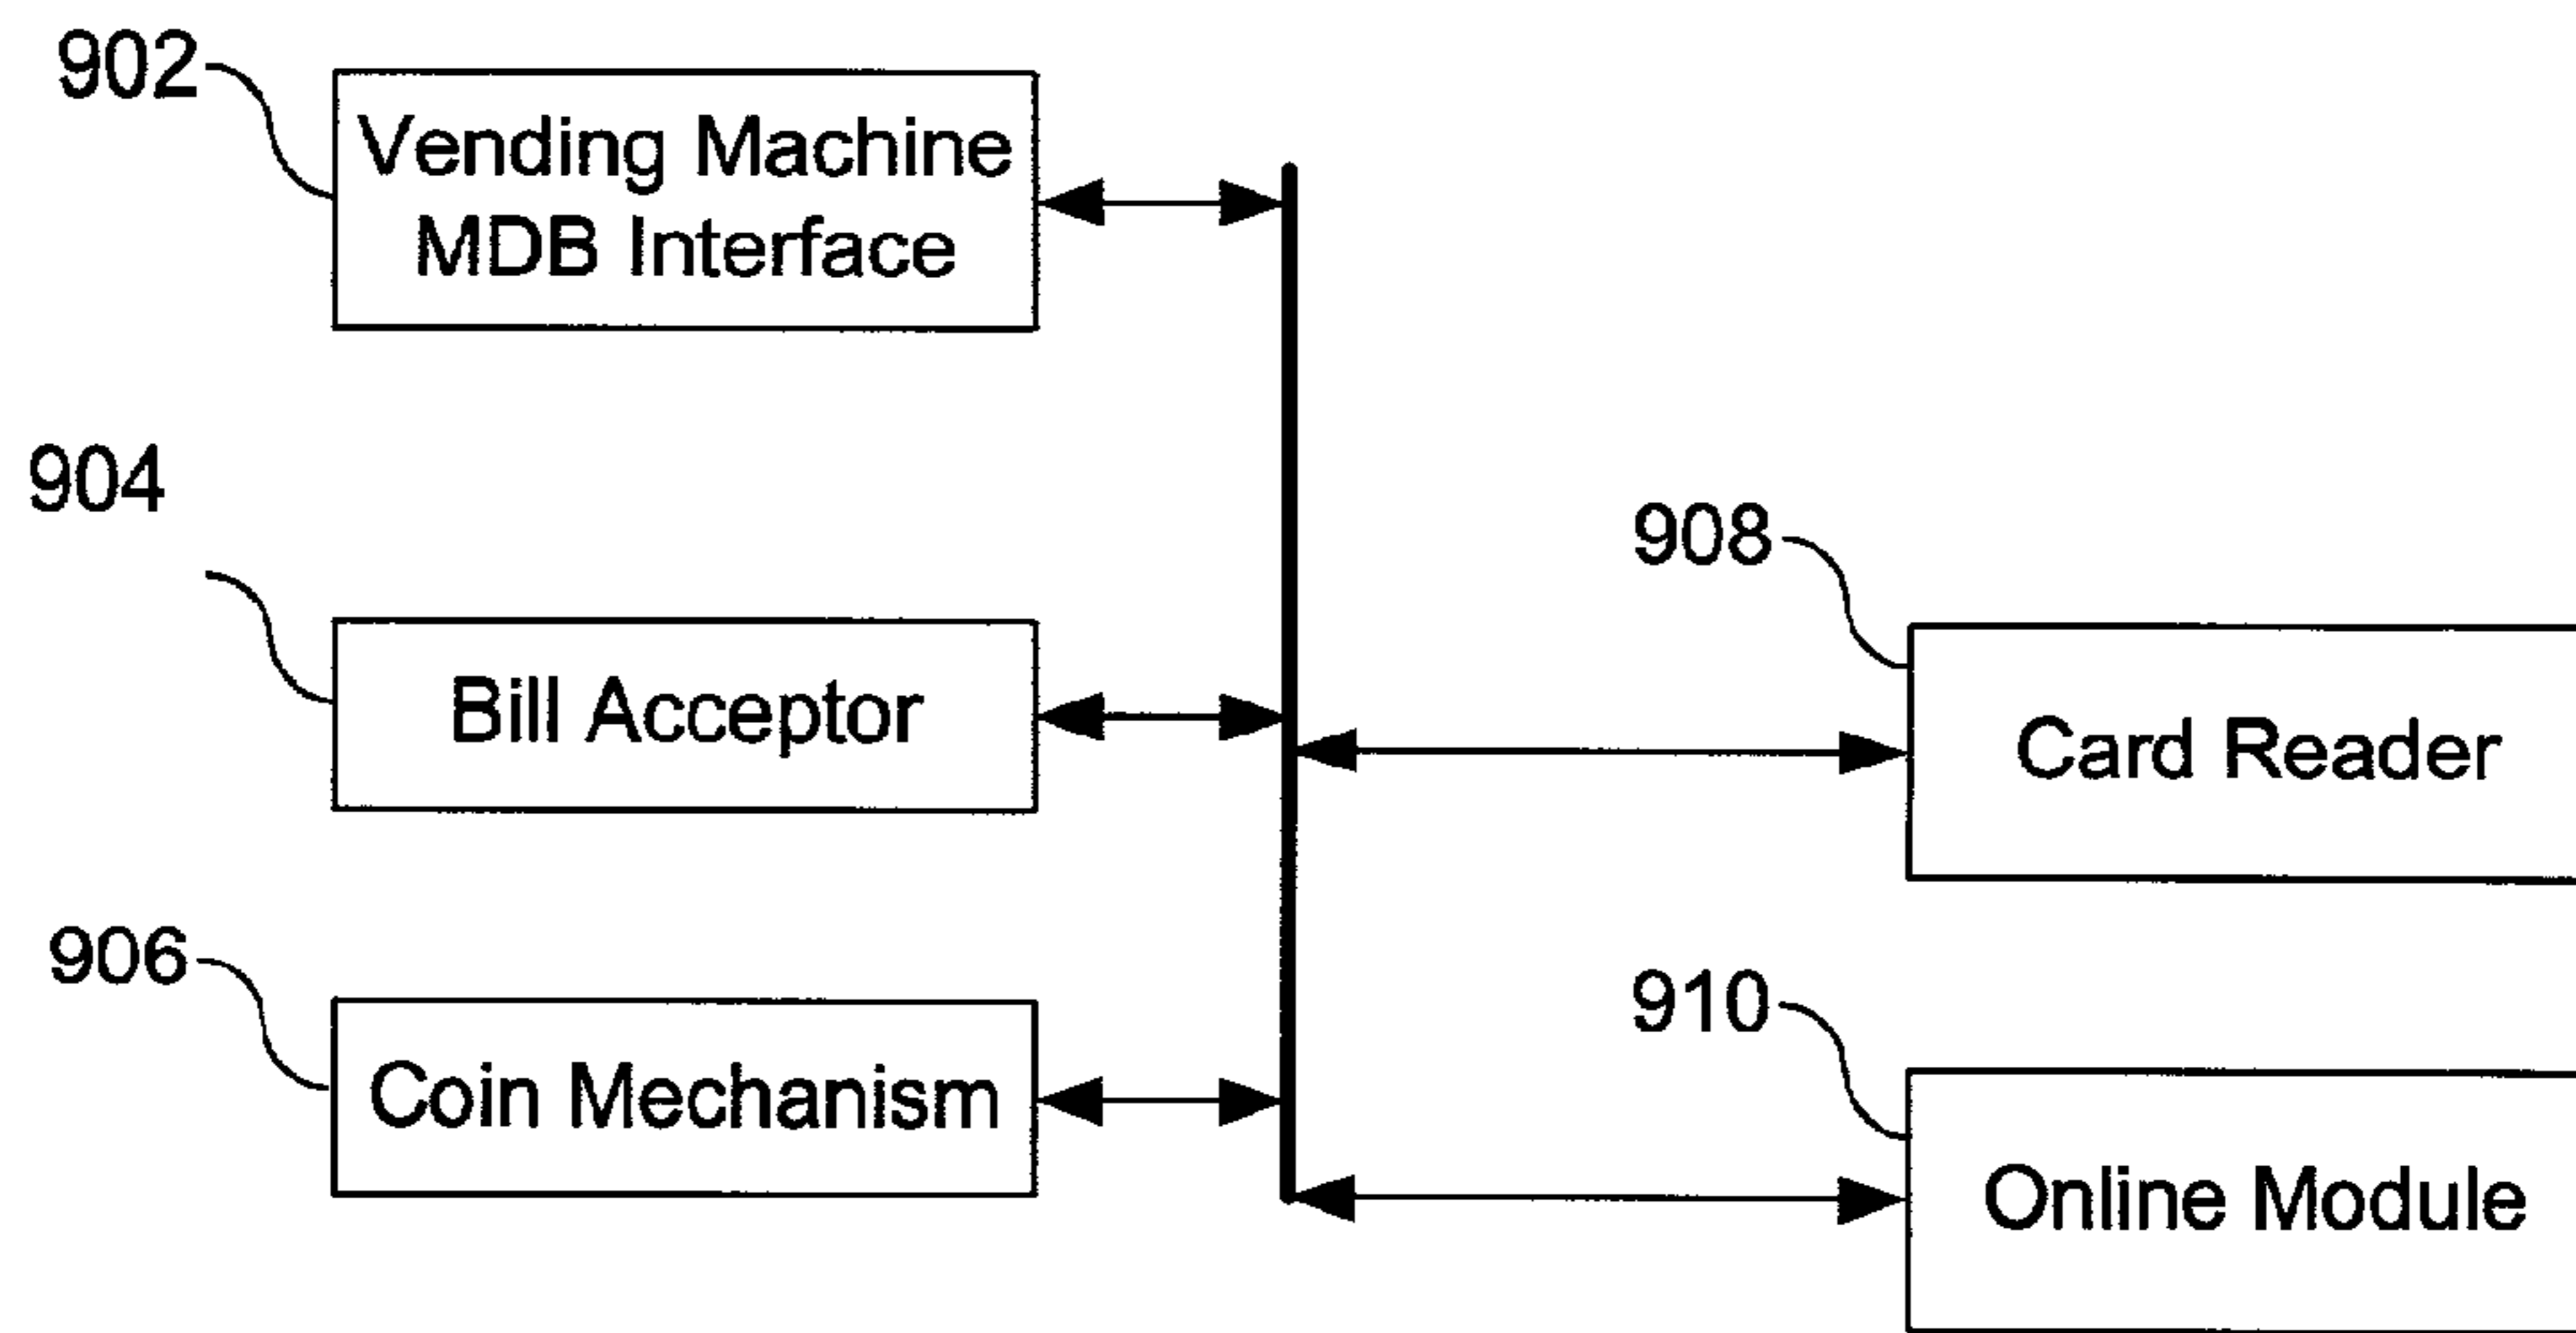 902
Vending Machine
MDB Interface
904
Bill Acceptor
906
Coin Mechanism
908
Card Reader
910
Online Module